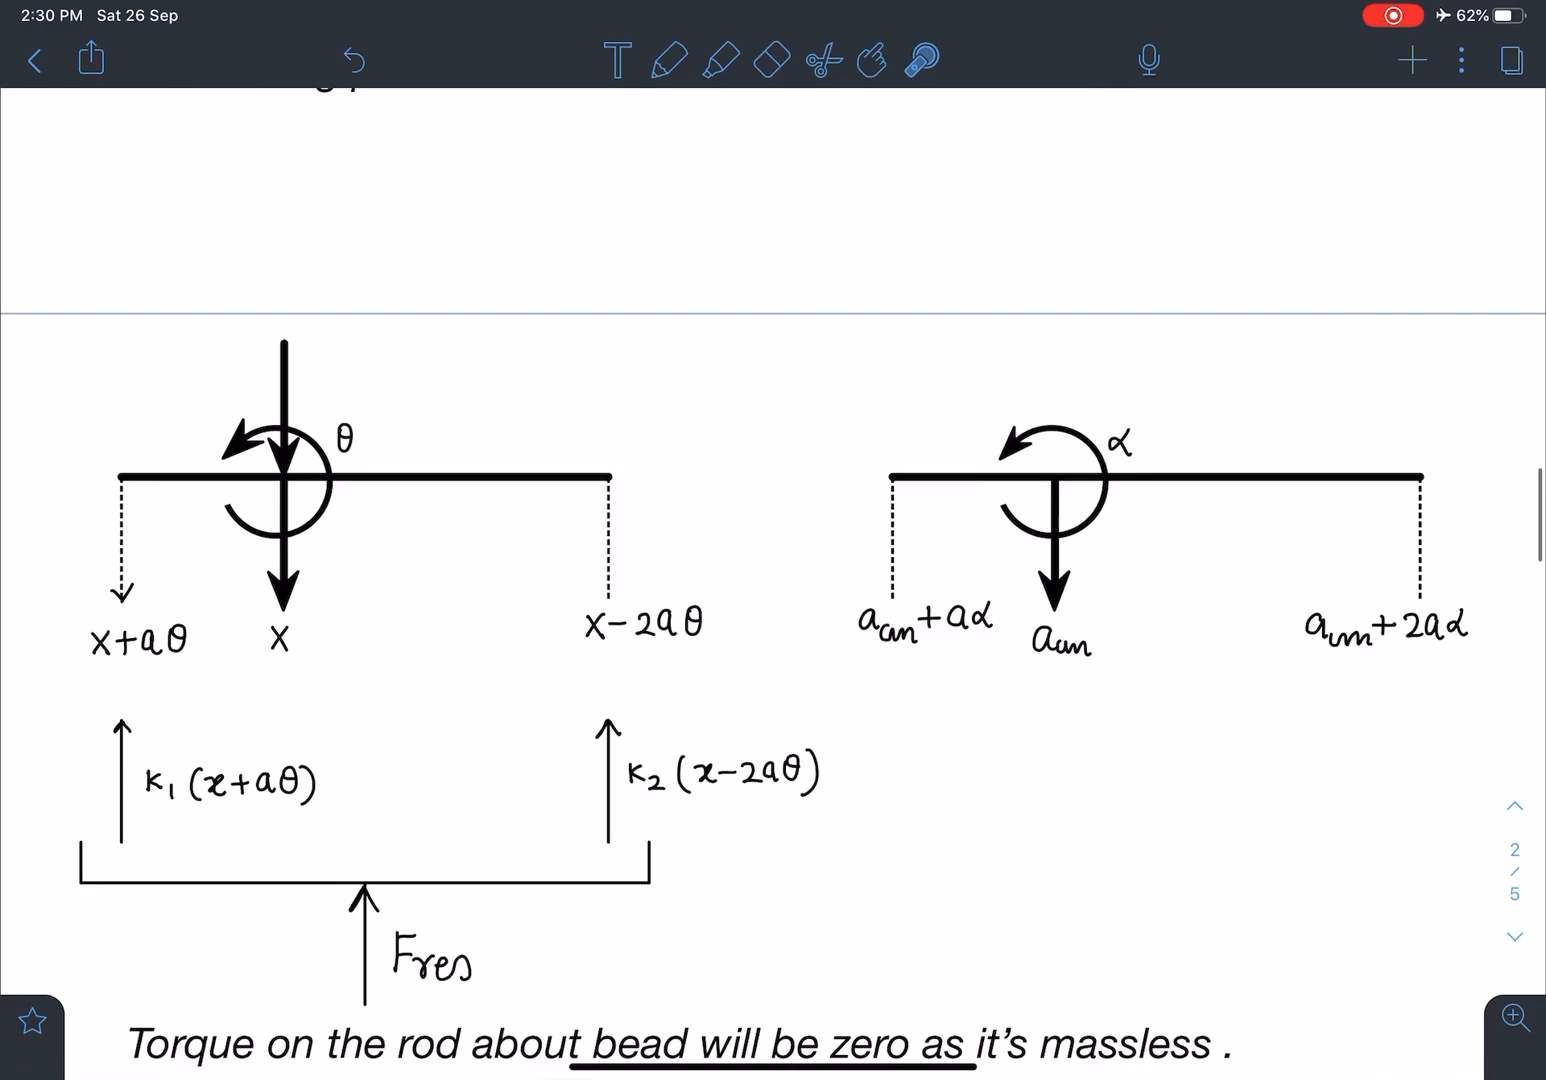 2:30 PM Sat 26 Sep
62%
T
θ
α
x+aθ
x
x-2aθ
a_cm+aα
a_cm
a_cm+2aα
K₁(x+aθ)
K₂(x-2aθ)
2
/
5
Fres
Torque on the rod about bead will be zero as it's massless .